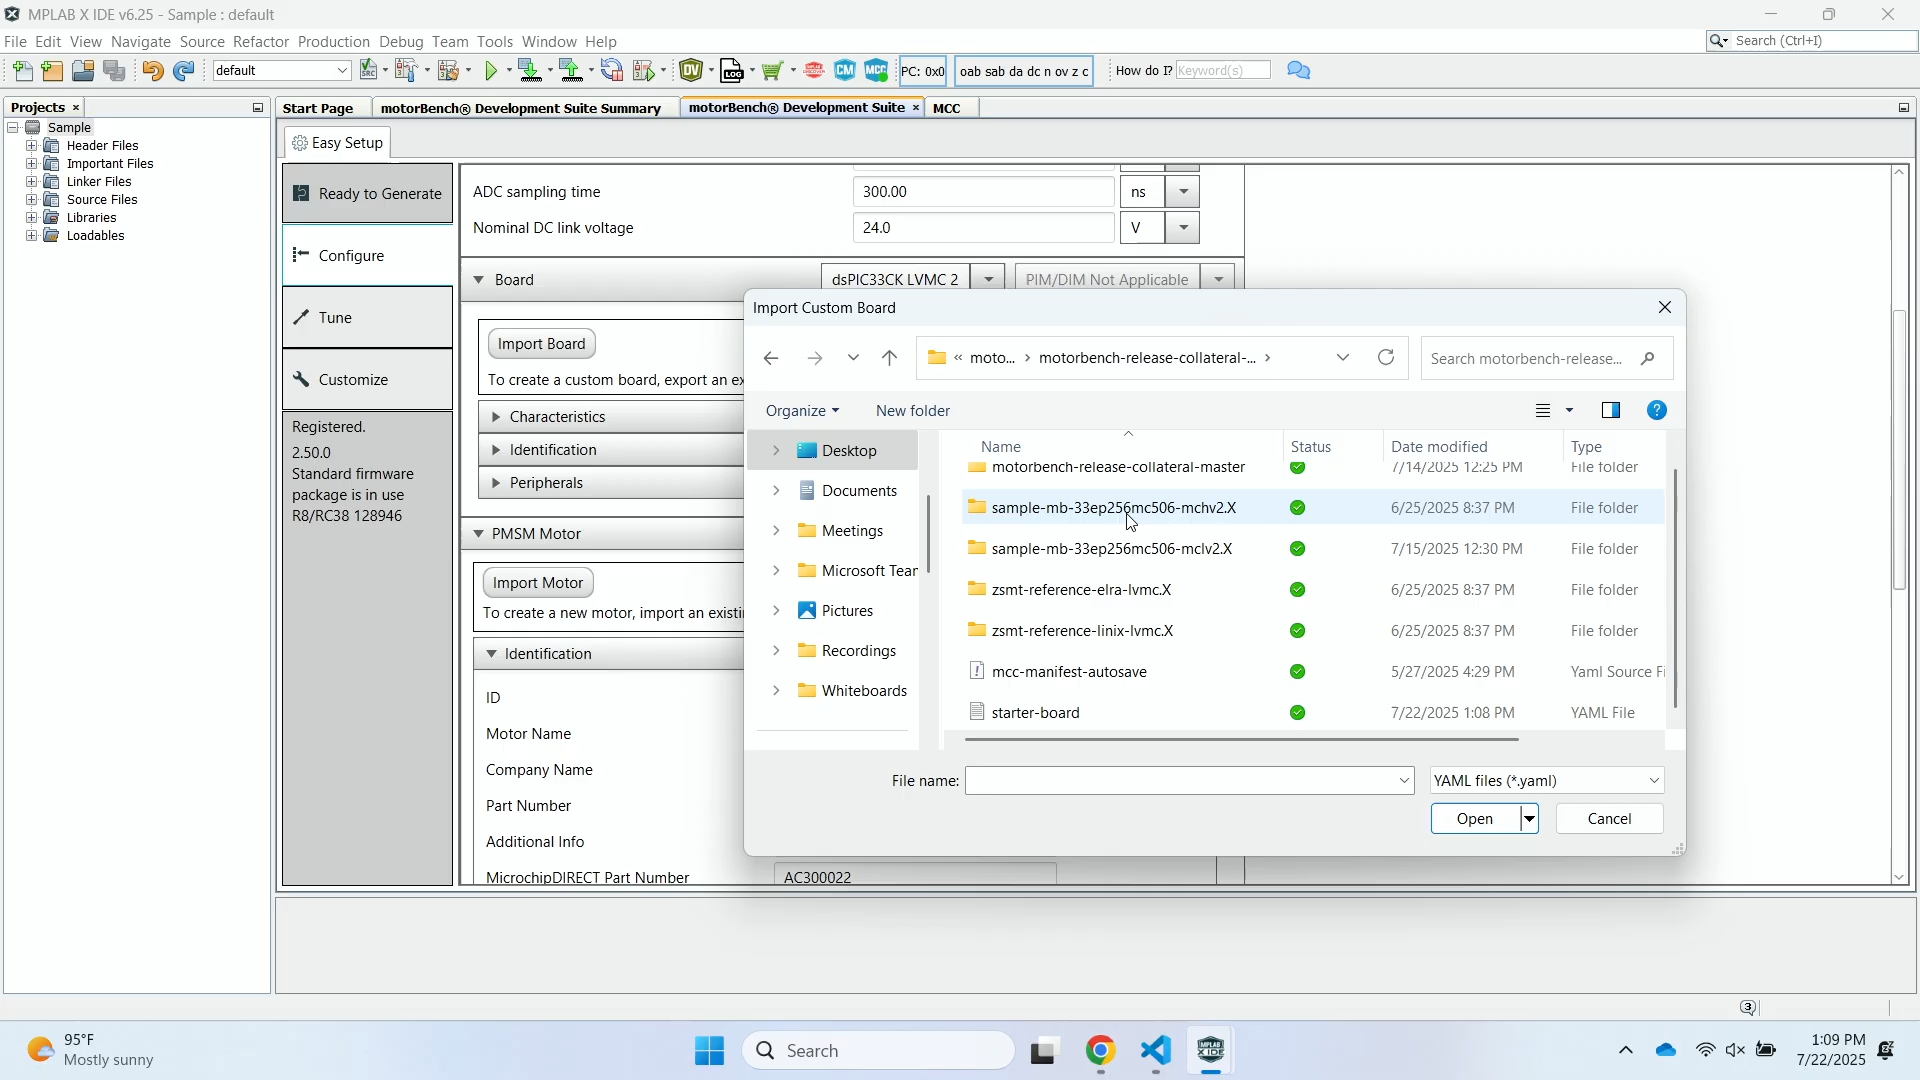 MPLAB X IDE v6.25 - Sample : default
File Edit View Navigate Source Refactor Production Debug Team Tools Window Help
Search (Ctrl+I)
default
PC: 0x0
oab sab da dc n ov z c
How do I?
Keyword(s)
Projects
Start Page
motorBench® Development Suite Summary
motorBench® Development Suite
MCC
Sample
Header Files
Important Files
Linker Files
Source Files
Libraries
Loadables
Easy Setup
Ready to Generate
Configure
Tune
Customize
Registered.
2.50.0
Standard firmware
package is in use
R8/RC38 128946
ADC sampling time
300.00
ns
Nominal DC link voltage
24.0
V
Board
dsPIC33CK LVMC 2
PIM/DIM Not Applicable
Import Board
To create a custom board, export an ex
Characteristics
Identification
Peripherals
PMSM Motor
Import Motor
To create a new motor, import an existi
Identification
ID
Motor Name
Company Name
Part Number
Additional Info
MicrochipDIRECT Part Number
AC300022
Import Custom Board
« moto... › motorbench-release-collateral-... ›
Search motorbench-release...
Organize
New folder
Desktop
Documents
Meetings
Microsoft Tear
Pictures
Recordings
Whiteboards
Name Status Date modified Type
motorbench-release-collateral-master 7/14/2025 12:25 PM File folder
sample-mb-33ep256mc506-mchv2.X 6/25/2025 8:37 PM File folder
sample-mb-33ep256mc506-mclv2.X 7/15/2025 12:30 PM File folder
zsmt-reference-elra-lvmc.X 6/25/2025 8:37 PM File folder
zsmt-reference-linix-lvmc.X 6/25/2025 8:37 PM File folder
mcc-manifest-autosave 5/27/2025 4:29 PM Yaml Source Fi
starter-board 7/22/2025 1:08 PM YAML File
File name:
YAML files (*.yaml)
Open
Cancel
3
95°F
Mostly sunny
Search
1:09 PM
7/22/2025